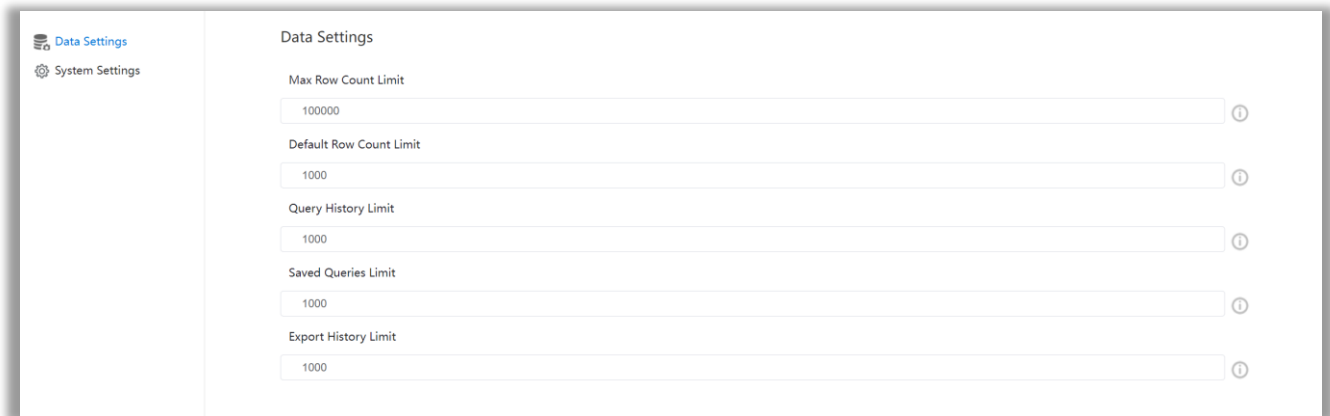 Data Settings
System Settings
Data Settings
Max Row Count Limit
100000
Default Row Count Limit
1000
Query History Limit
1000
Saved Queries Limit
1000
Export History Limit
1000